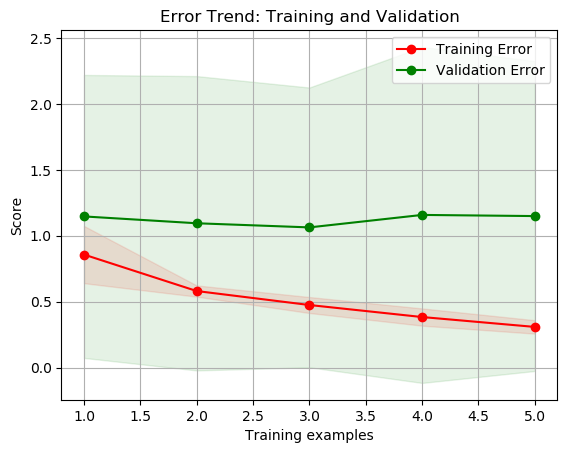 Error Trend: Training and Validation
Training Error
Validation Error
2.5
2.0
1.5
1.0
0.5
0.0
Score
1.0 1.5 2.0 2.5 3.0 3.5 4.0 4.5 5.0
Training examples